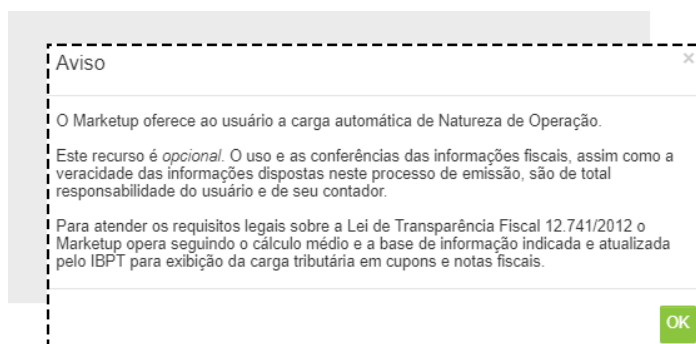 Aviso
×
O Marketup oferece ao usuário a carga automática de Natureza de Operação.
Este recurso é opcional. O uso e as conferências das informações fiscais, assim como a
veracidade das informações dispostas neste processo de emissão, são de total
responsabilidade do usuário e de seu contador.
Para atender os requisitos legais sobre a Lei de Transparência Fiscal 12.741/2012 o
Marketup opera seguindo o cálculo médio e a base de informação indicada e atualizada
pelo IBPT para exibição da carga tributária em cupons e notas fiscais.
OK